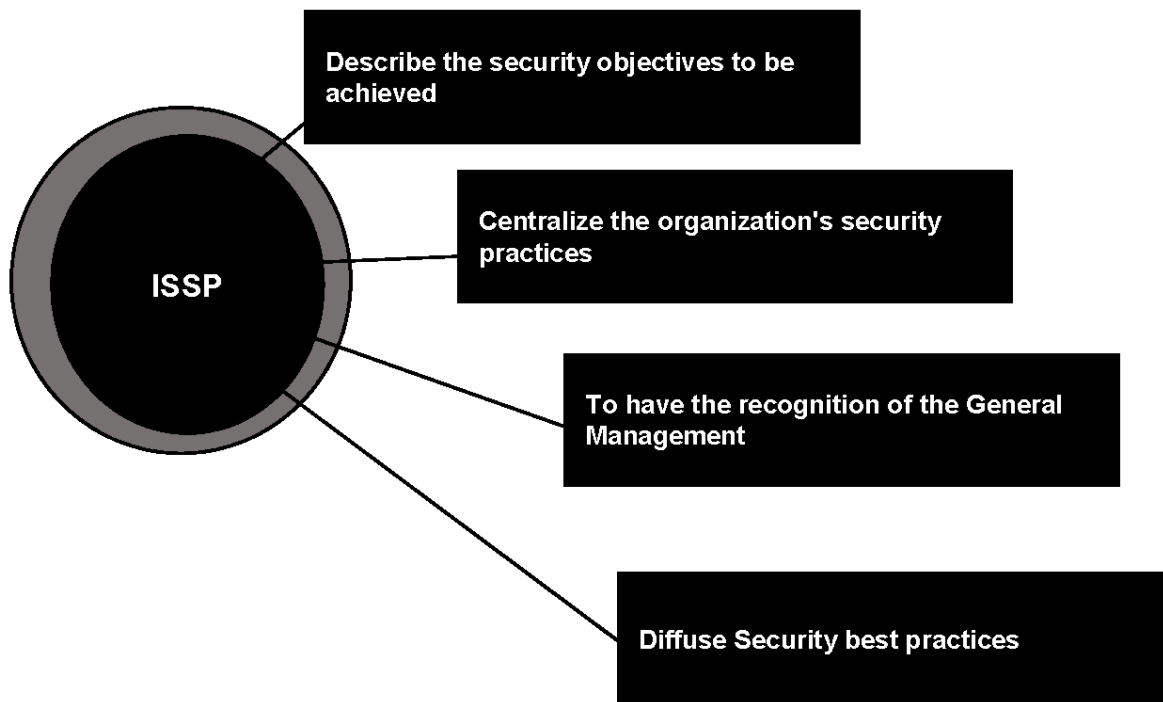 Describe the security objectives to be
achieved
Centralize the organization's security
practices
ISSP
To have the recognition of the General
Management
Diffuse Security best practices